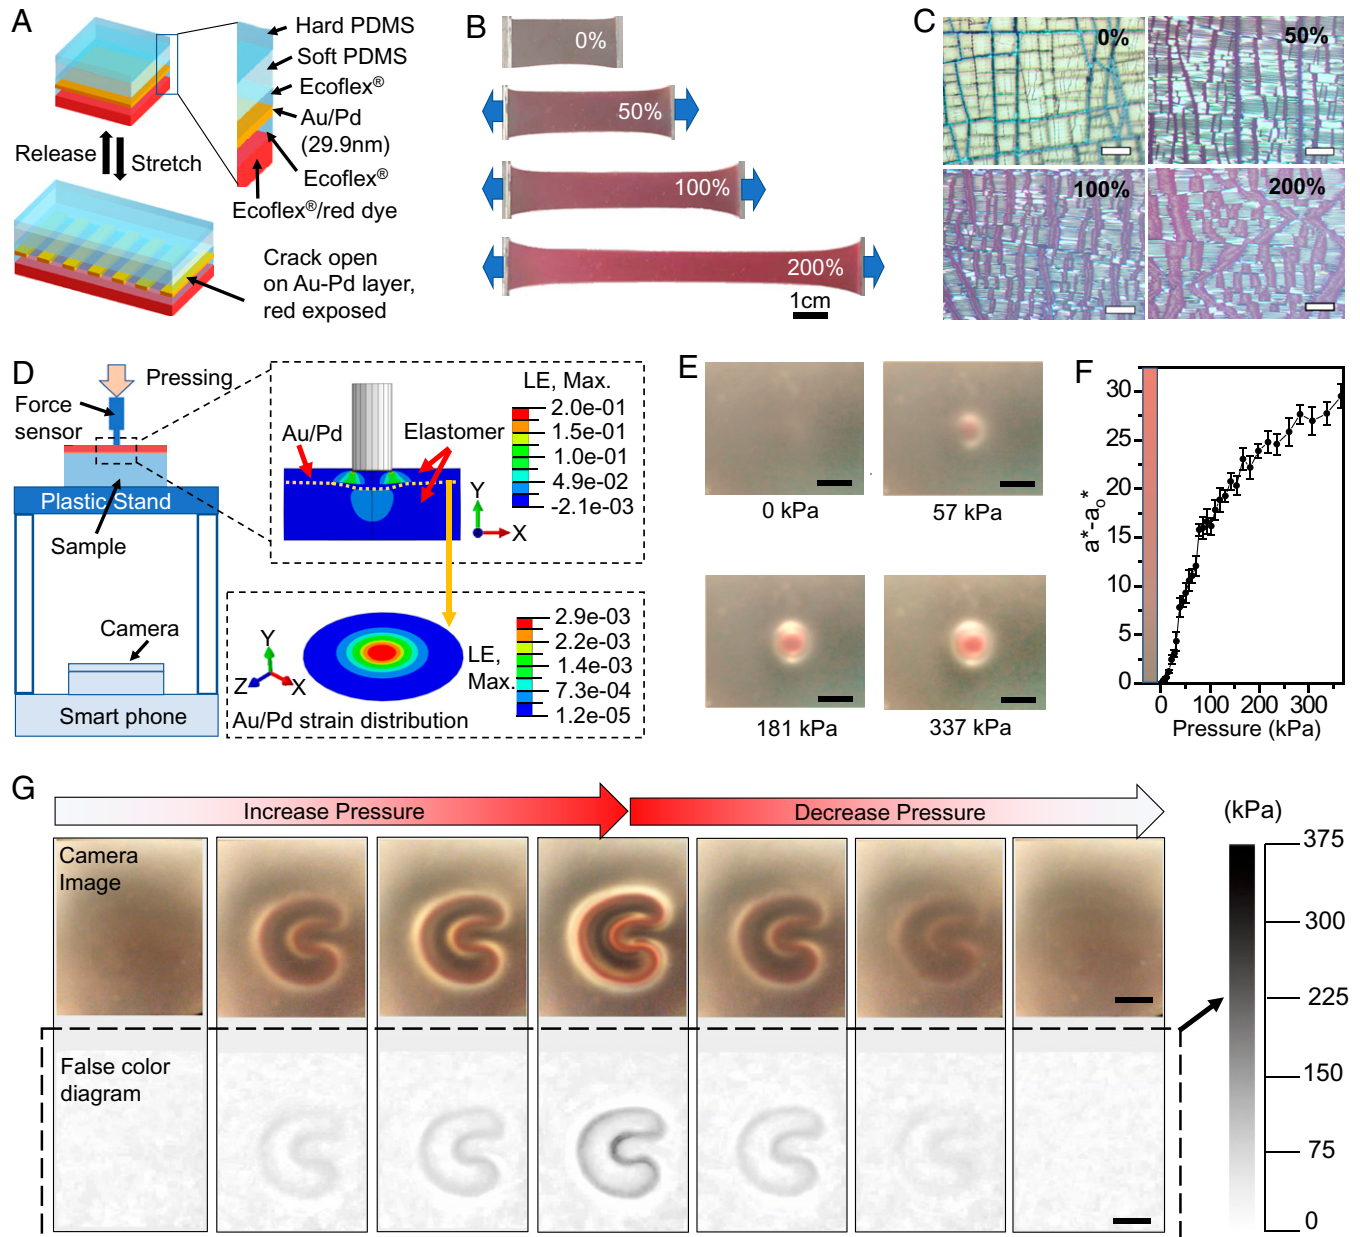 A
Hard PDMS
Soft PDMS
Ecoflex®
Au/Pd
(29.9nm)
Ecoflex®
Ecoflex®/red dye
Release
Stretch
Crack open
on Au-Pd layer,
red exposed
B
0%
50%
100%
200%
1cm
C
0%
50%
100%
200%
D
Pressing
Force
sensor
Plastic Stand
Sample
Camera
Smart phone
LE, Max.
Au/Pd
Elastomer
2.0e-01
1.5e-01
1.0e-01
4.9e-02
-2.1e-03
Y
X
Y
Z
X
LE,
Max.
2.9e-03
2.2e-03
1.4e-03
7.3e-04
1.2e-05
Au/Pd strain distribution
E
0 kPa
57 kPa
181 kPa
337 kPa
F
a*-a₀*
30
25
20
15
10
5
0
0 100 200 300
Pressure (kPa)
G
Increase Pressure
Decrease Pressure
Camera
Image
False color
diagram
(kPa)
375
300
225
150
75
0